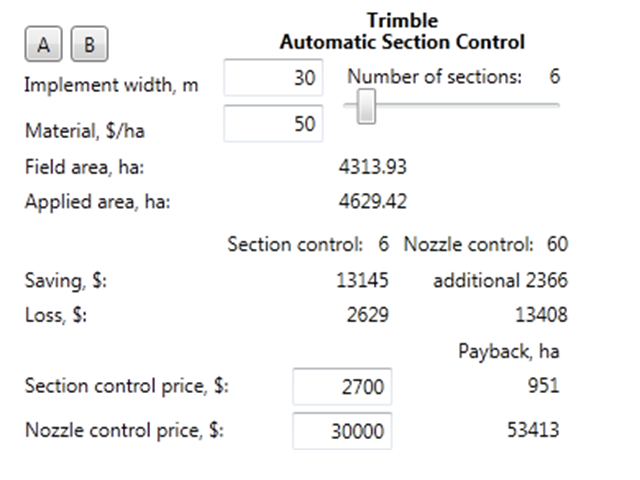 Trimble
Automatic Section Control
A B
Implement width, m 30 Number of sections: 6
Material, $/ha 50
Field area, ha: 4313.93
Applied area, ha: 4629.42
Section control: 6 Nozzle control: 60
Saving, $: 13145 additional 2366
Loss, $: 2629 13408
Payback, ha
Section control price, $: 2700 951
Nozzle control price, $: 30000 53413